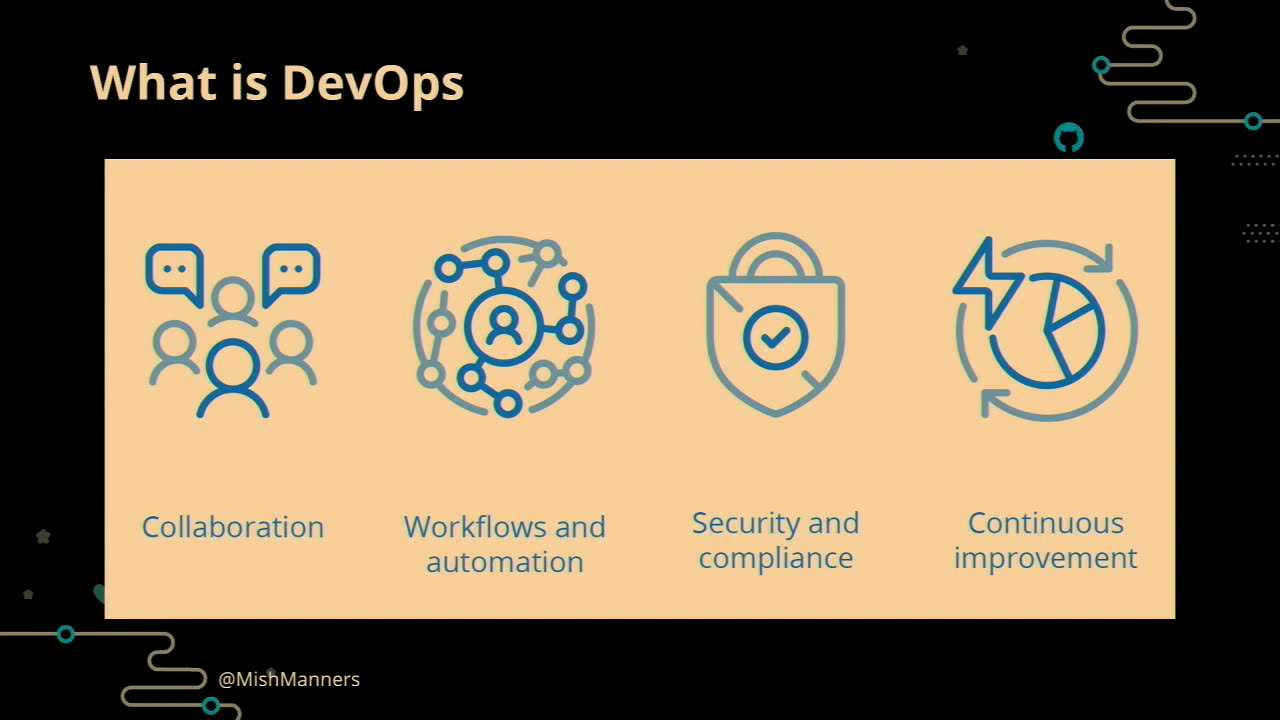 What is DevOps
Collaboration
Workflows and
automation
Security and
compliance
Continuous
improvement
@MishManners